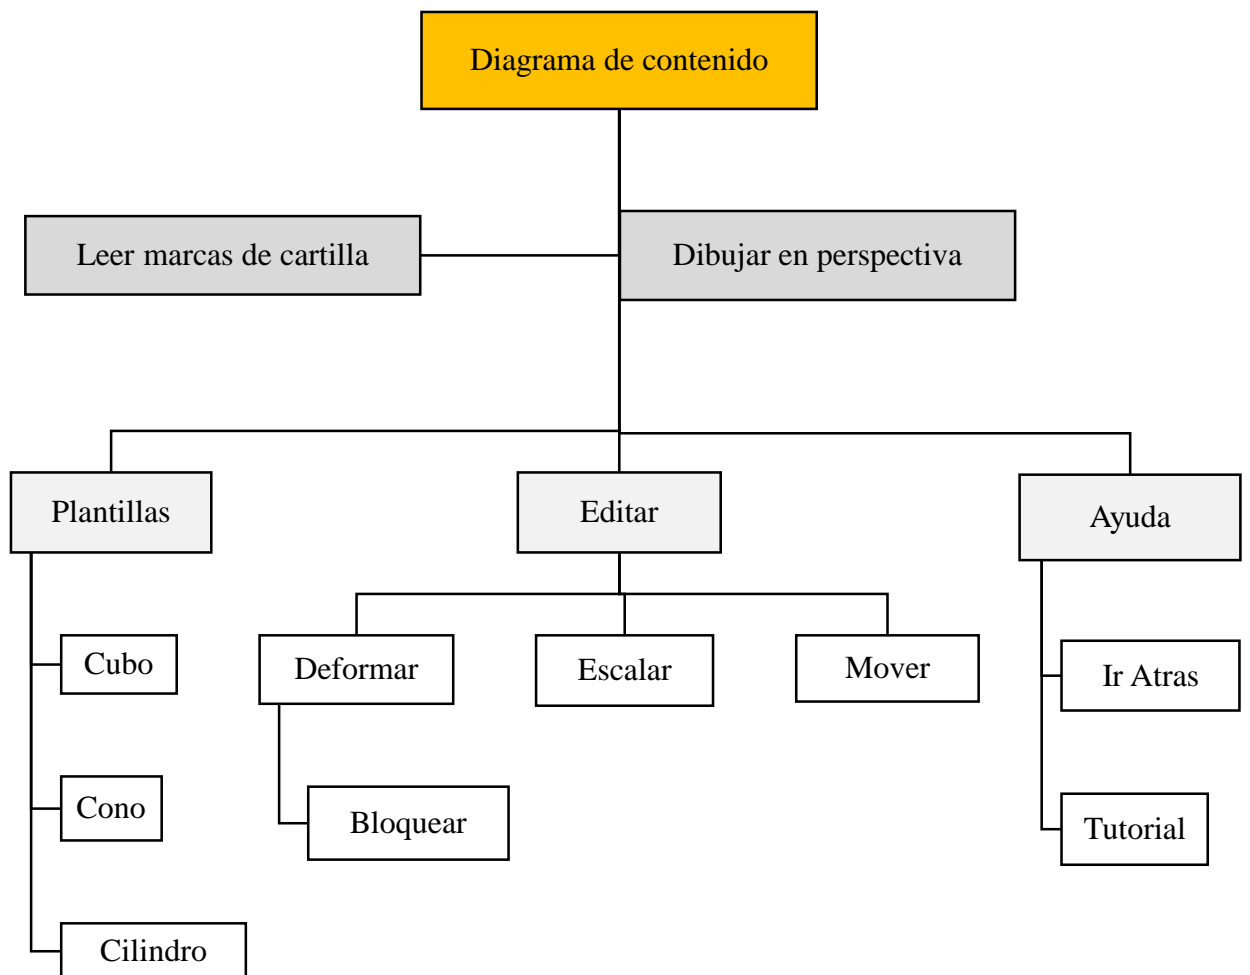 Diagrama de contenido
Leer marcas de cartilla
Dibujar en perspectiva
Plantillas
Editar
Ayuda
Cubo
Deformar
Escalar
Mover
Ir Atras
Cono
Bloquear
Tutorial
Cilindro